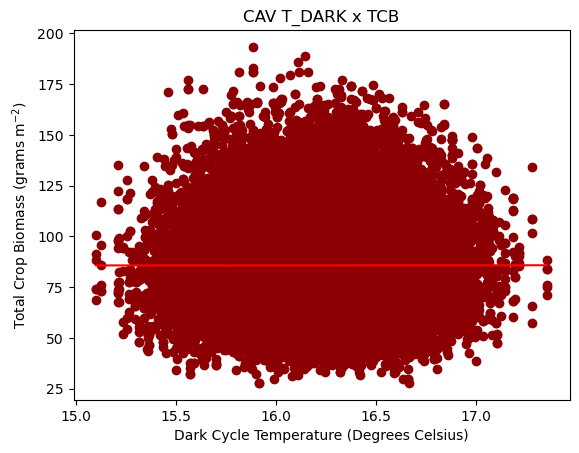 CAV T_DARK x TCB
200
175
150
125
100
75
50
25
Total Crop Biomass (grams m⁻²)
15.0 15.5 16.0 16.5 17.0
Dark Cycle Temperature (Degrees Celsius)